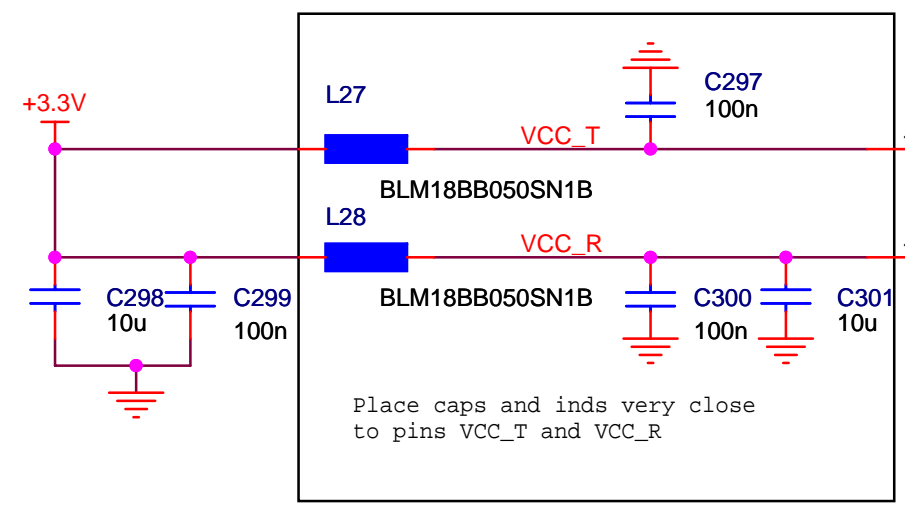 L27
C297
100n
+3.3V
VCC_T
BLM18BB050SN1B
L28
VCC_R
BLM18BB050SN1B
C298
10u
C299
100n
C300
100n
C301
10u
Place caps and inds very close
to pins VCC_T and VCC_R